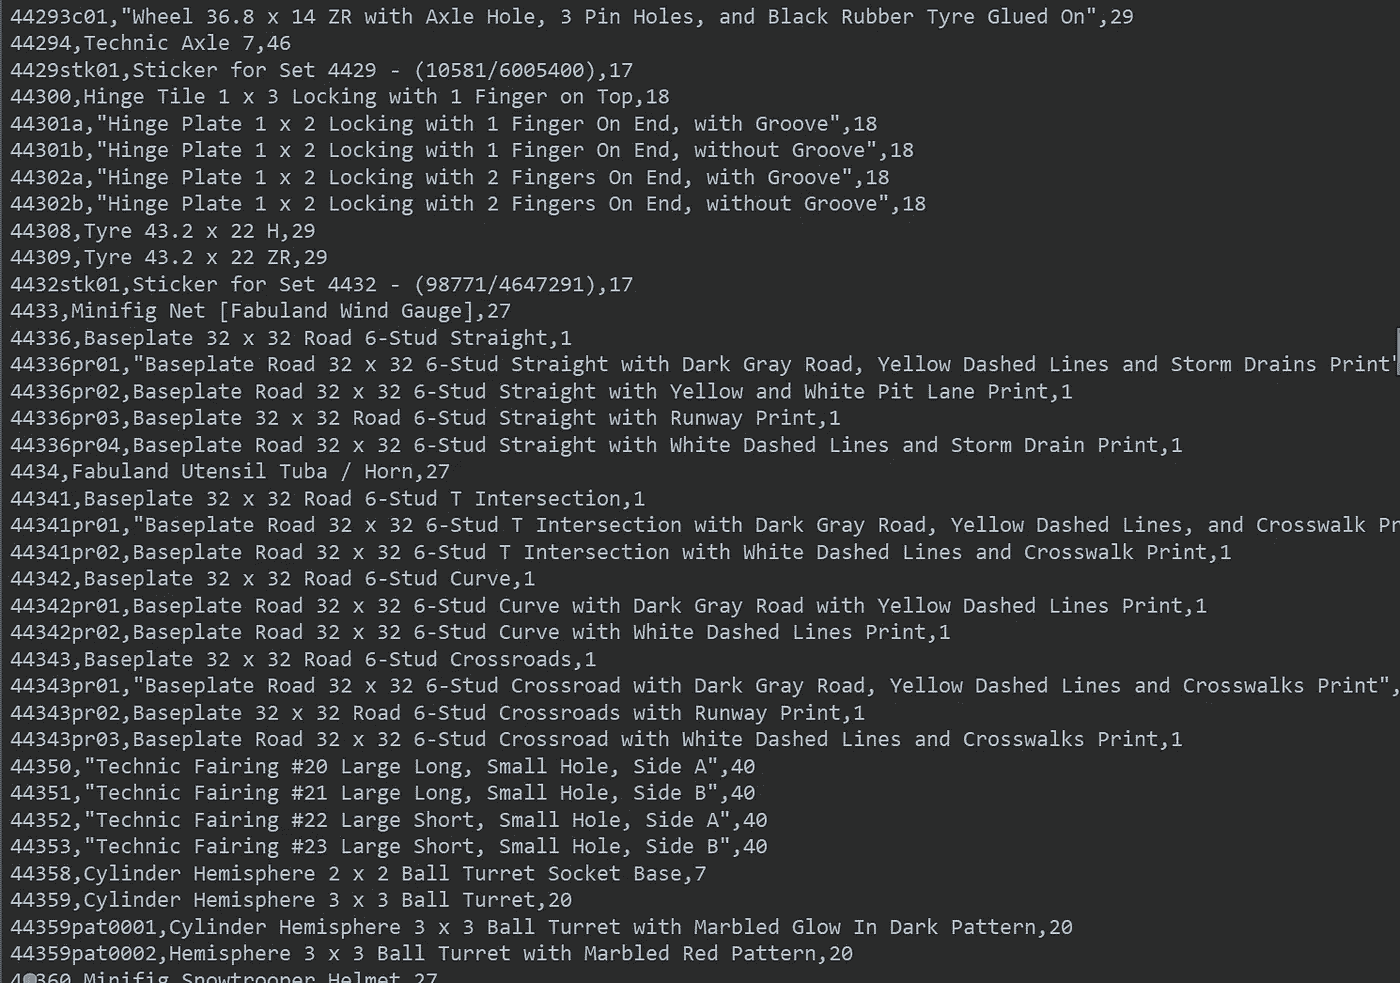 44293c01,"Wheel 36.8 x 14 ZR with Axle Hole, 3 Pin Holes, and Black Rubber Tyre Glued On",29
44294,Technic Axle 7,46
4429stk01,Sticker for Set 4429 - (10581/6005400),17
44300,Hinge Tile 1 x 3 Locking with 1 Finger on Top,18
44301a,"Hinge Plate 1 x 2 Locking with 1 Finger On End, with Groove",18
44301b,"Hinge Plate 1 x 2 Locking with 1 Finger On End, without Groove",18
44302a,"Hinge Plate 1 x 2 Locking with 2 Fingers On End, with Groove",18
44302b,"Hinge Plate 1 x 2 Locking with 2 Fingers On End, without Groove",18
44308,Tyre 43.2 x 22 H,29
44309,Tyre 43.2 x 22 ZR,29
4432stk01,Sticker for Set 4432 - (98771/4647291),17
4433,Minifig Net [Fabuland Wind Gauge],27
44336,Baseplate 32 x 32 Road 6-Stud Straight,1
44336pr01,"Baseplate Road 32 x 32 6-Stud Straight with Dark Gray Road, Yellow Dashed Lines and Storm Drains Print"
44336pr02,Baseplate Road 32 x 32 6-Stud Straight with Yellow and White Pit Lane Print,1
44336pr03,Baseplate 32 x 32 Road 6-Stud Straight with Runway Print,1
44336pr04,Baseplate Road 32 x 32 6-Stud Straight with White Dashed Lines and Storm Drain Print,1
4434,Fabuland Utensil Tuba / Horn,27
44341,Baseplate 32 x 32 Road 6-Stud T Intersection,1
44341pr01,"Baseplate Road 32 x 32 6-Stud T Intersection with Dark Gray Road, Yellow Dashed Lines, and Crosswalk Pr
44341pr02,Baseplate Road 32 x 32 6-Stud T Intersection with White Dashed Lines and Crosswalk Print,1
44342,Baseplate 32 x 32 Road 6-Stud Curve,1
44342pr01,Baseplate Road 32 x 32 6-Stud Curve with Dark Gray Road with Yellow Dashed Lines Print,1
44342pr02,Baseplate Road 32 x 32 6-Stud Curve with White Dashed Lines Print,1
44343,Baseplate 32 x 32 Road 6-Stud Crossroads,1
44343pr01,"Baseplate Road 32 x 32 6-Stud Crossroad with Dark Gray Road, Yellow Dashed Lines and Crosswalks Print",
44343pr02,Baseplate 32 x 32 Road 6-Stud Crossroads with Runway Print,1
44343pr03,Baseplate Road 32 x 32 6-Stud Crossroad with White Dashed Lines and Crosswalks Print,1
44350,"Technic Fairing #20 Large Long, Small Hole, Side A",40
44351,"Technic Fairing #21 Large Long, Small Hole, Side B",40
44352,"Technic Fairing #22 Large Short, Small Hole, Side A",40
44353,"Technic Fairing #23 Large Short, Small Hole, Side B",40
44358,Cylinder Hemisphere 2 x 2 Ball Turret Socket Base,7
44359,Cylinder Hemisphere 3 x 3 Ball Turret,20
44359pat0001,Cylinder Hemisphere 3 x 3 Ball Turret with Marbled Glow In Dark Pattern,20
44359pat0002,Hemisphere 3 x 3 Ball Turret with Marbled Red Pattern,20
Minifig Snowtrooper Helmet,27